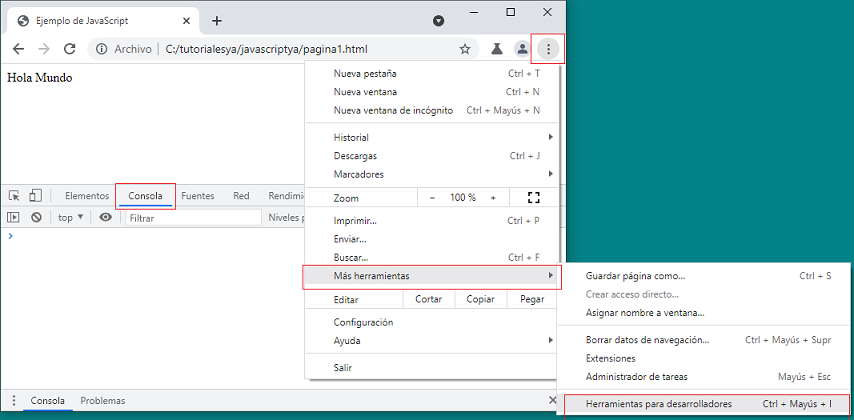 Ejemplo de JavaScript
Archivo | C:/tutorialesya/javascriptya/pagina1.html
Hola Mundo
Nueva pestaña Ctrl + T
Nueva ventana Ctrl + N
Nueva ventana de incógnito Ctrl + Mayús + N
Historial
Descargas Ctrl + J
Marcadores
Zoom − 100 % +
Imprimir... Ctrl + P
Enviar...
Buscar... Ctrl + F
Más herramientas
Editar Cortar Copiar Pegar
Configuración
Ayuda
Salir
Elementos Consola Fuentes Red Rendimi
top Filtrar Niveles p
Guardar página como... Ctrl + S
Crear acceso directo...
Asignar nombre a ventana...
Borrar datos de navegación... Ctrl + Mayús + Supr
Extensiones
Administrador de tareas Mayús + Esc
Herramientas para desarrolladores Ctrl + Mayús + I
Consola Problemas